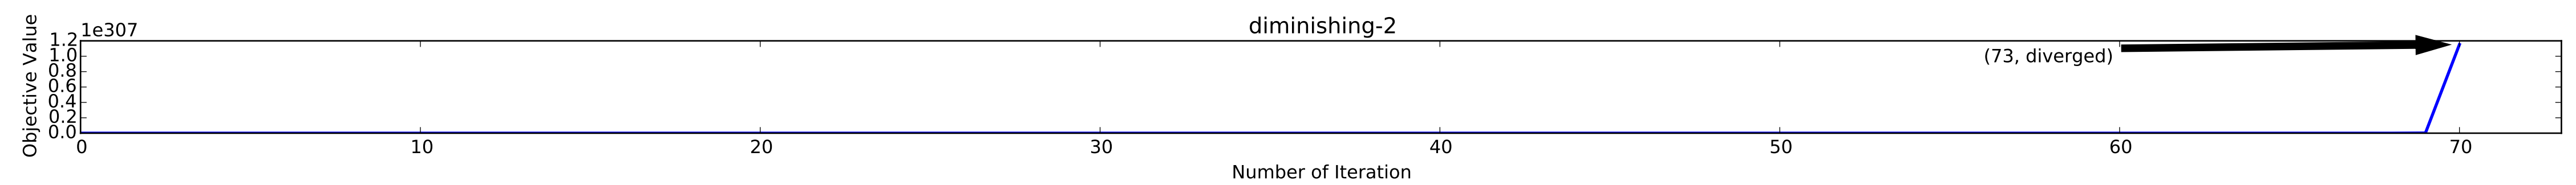 diminishing-2
1e307
Objective Value
1.2
1.0
0.8
0.6
0.4
0.2
0.0
(73, diverged)
0 10 20 30 40 50 60 70
Number of Iteration